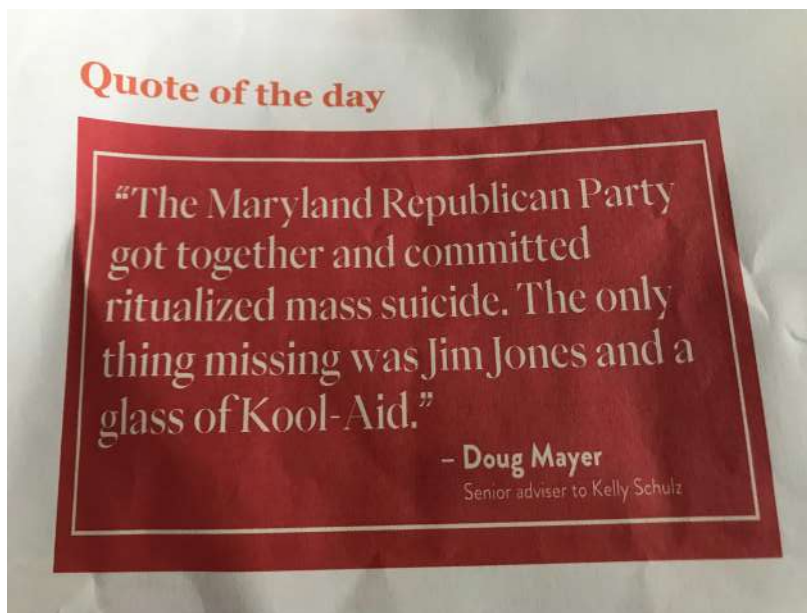 Quote of the day
“The Maryland Republican Party
got together and committed
ritualized mass suicide. The only
thing missing was Jim Jones and a
glass of Kool-Aid.”
– Doug Mayer
Senior adviser to Kelly Schulz